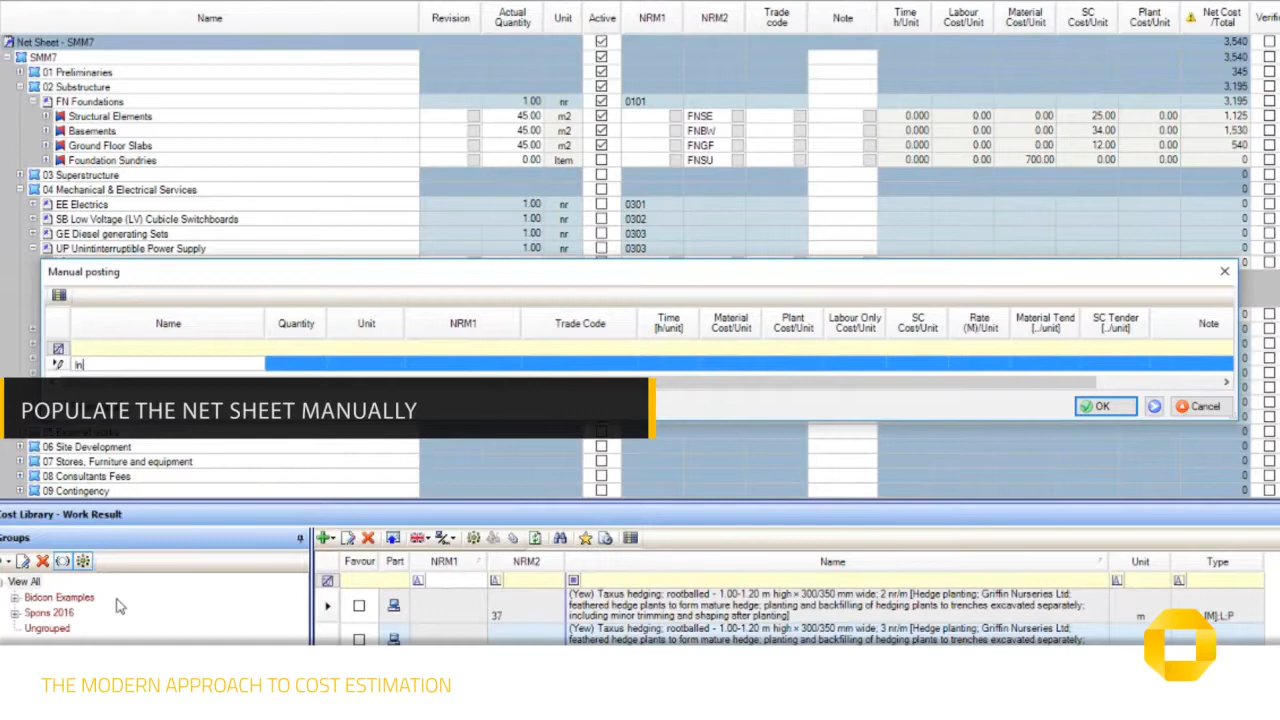 Name Revision Actual Quantity Unit Active NRM1 NRM2 Trade code Note Time h/Unit Labour Cost/Unit Material Cost/Unit SC Cost/Unit Plant Cost/Unit Net Cost /Total
Net Sheet - SMM7 3,540
SMM7 3,540
01 Preliminaries 345
02 Substructure 3,195
FN Foundations 1.00 nr 0101 3,195
Structural Elements 45.00 m2 FNSE 0.000 0.00 0.00 25.00 0.00 1,125
Basements 45.00 m2 FNBW 0.000 0.00 0.00 34.00 0.00 1,530
Ground Floor Slabs 45.00 m2 FNGF 0.000 0.00 0.00 12.00 0.00 540
Foundation Sundries 0.00 Item FNSU 0.000 0.00 700.00 0.00 0.00 0
03 Superstructure 0
04 Mechanical & Electrical Services 0
EE Electrics 1.00 nr 0301 0
SB Low Voltage (LV) Cubicle Switchboards 1.00 nr 0302 0
GE Diesel generating Sets 1.00 nr 0303 0
UP Unintinterruptible Power Supply 1.00 nr 0303 0
Manual posting
Name Quantity Unit NRM1 Trade Code Time [h/unit] Material Cost/Unit Plant Cost/Unit Labour Only Cost/Unit SC Cost/Unit Rate (M)/Unit Material Tend [../unit] SC Tender [../unit] Note
In
OK Cancel
POPULATE THE NET SHEET MANUALLY
06 Site Development 0
07 Stores, Furniture and equipment 0
08 Consultants Fees 0
09 Contingency 0
Cost Library - Work Result
Groups
View All
Bidcon Examples
Spons 2016
Ungrouped
Favour Part NRM1 NRM2 Name Unit Type
(Yew) Taxus hedging; rootballed - 1.00-1.20 m high × 300/350 mm wide; 2 nr/m [Hedge planting; Griffin Nurseries Ltd;
feathered hedge plants to form mature hedge; planting and backfilling of hedging plants to trenches excavated separately;
37 including minor trimming and shaping after planting] m [M];L;P
(Yew) Taxus hedging; rootballed - 1.00-1.20 m high × 300/350 mm wide; 3 nr/m [Hedge planting; Griffin Nurseries Ltd;
feathered hedge plants to form mature hedge; planting and backfilling of hedging plants to trenches excavated separately;
THE MODERN APPROACH TO COST ESTIMATION